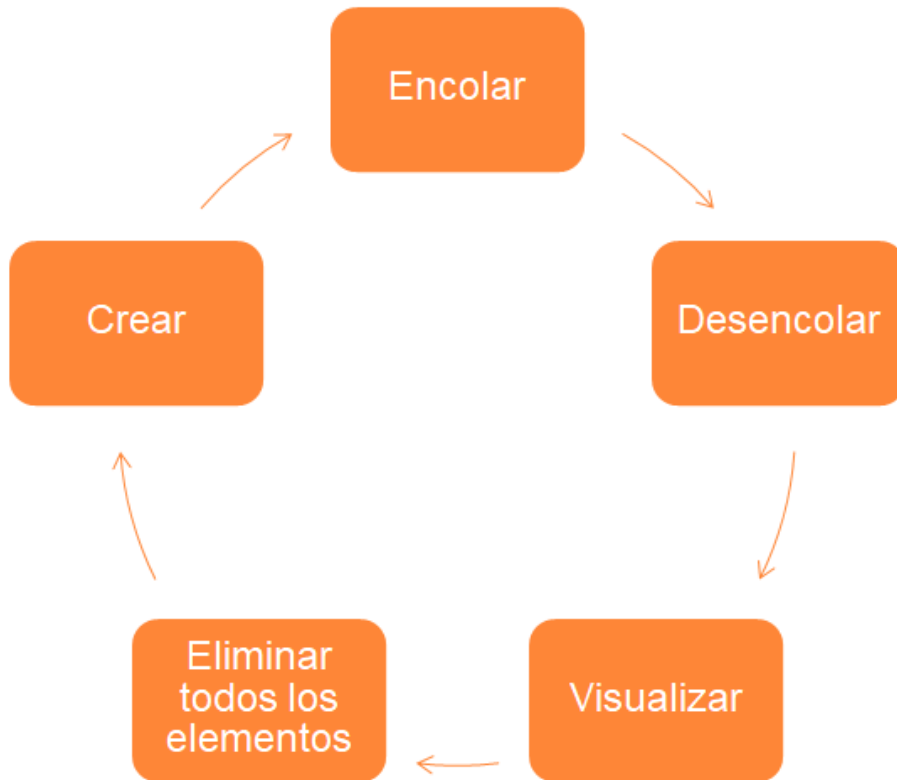 Encolar
Crear
Desencolar
Eliminar
todos los
elementos
Visualizar